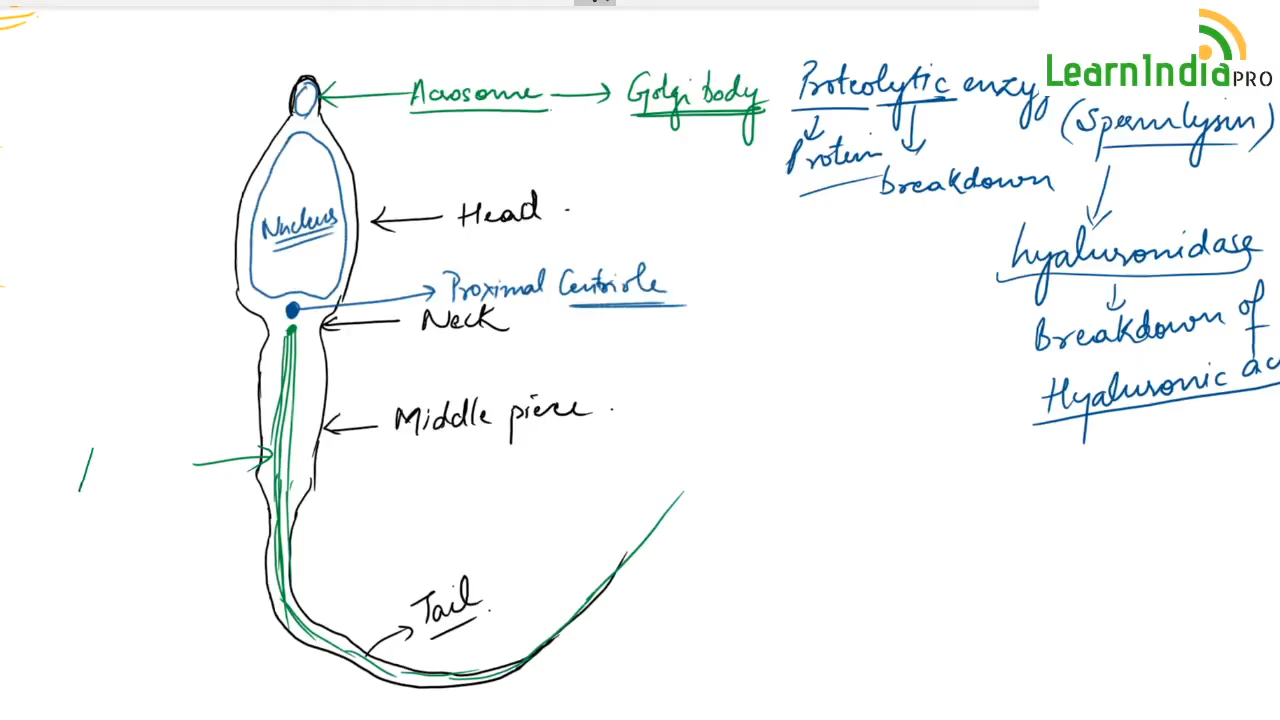 LearnIndia PRO
Acrosome
Golgi body
Proteolytic enzy
(Spermlysin)
Protein
breakdown
Nucleus
Head
hyaluronidase
Proximal Centriole
Neck
Breakdown of
Hyaluronic ac
Middle piece
Tail